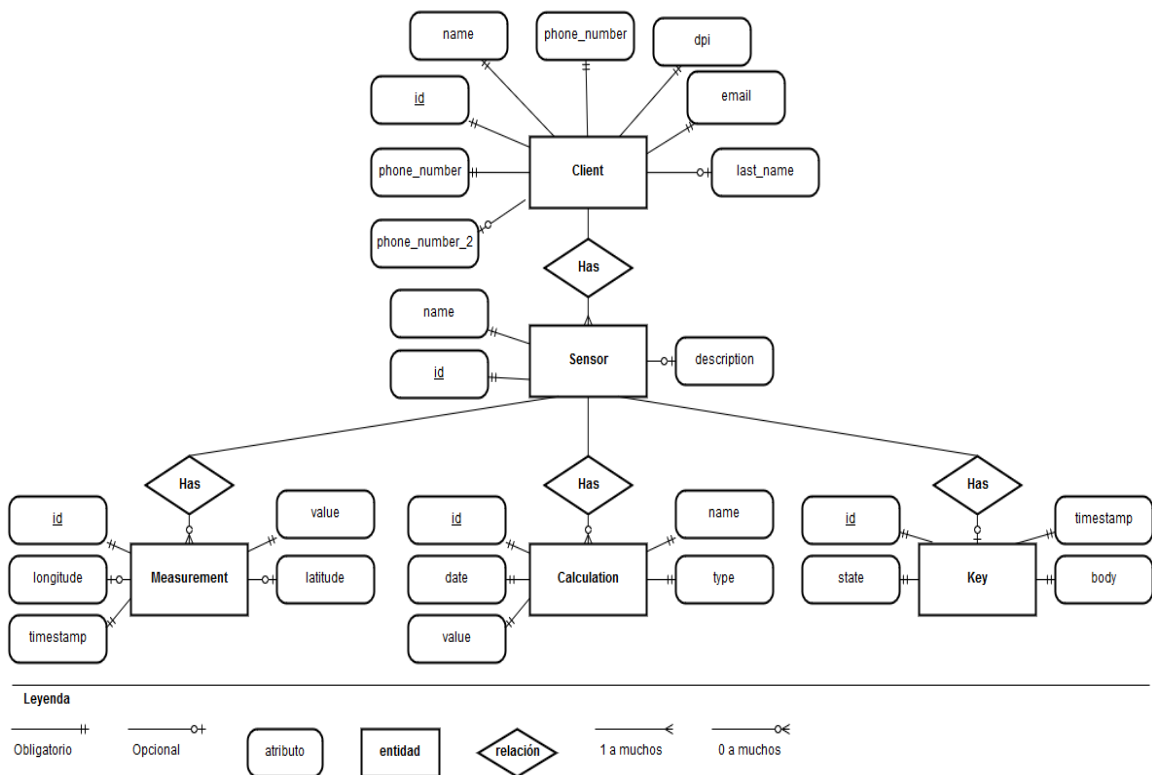 name
phone_number
dpi
id
email
phone_number
Client
last_name
phone_number_2
Has
name
Sensor
description
id
Has
Has
Has
id
value
id
name
id
timestamp
longitude
Measurement
latitude
date
Calculation
type
state
Key
body
timestamp
value
Leyenda
Obligatorio
Opcional
atributo
entidad
relación
1 a muchos
0 a muchos